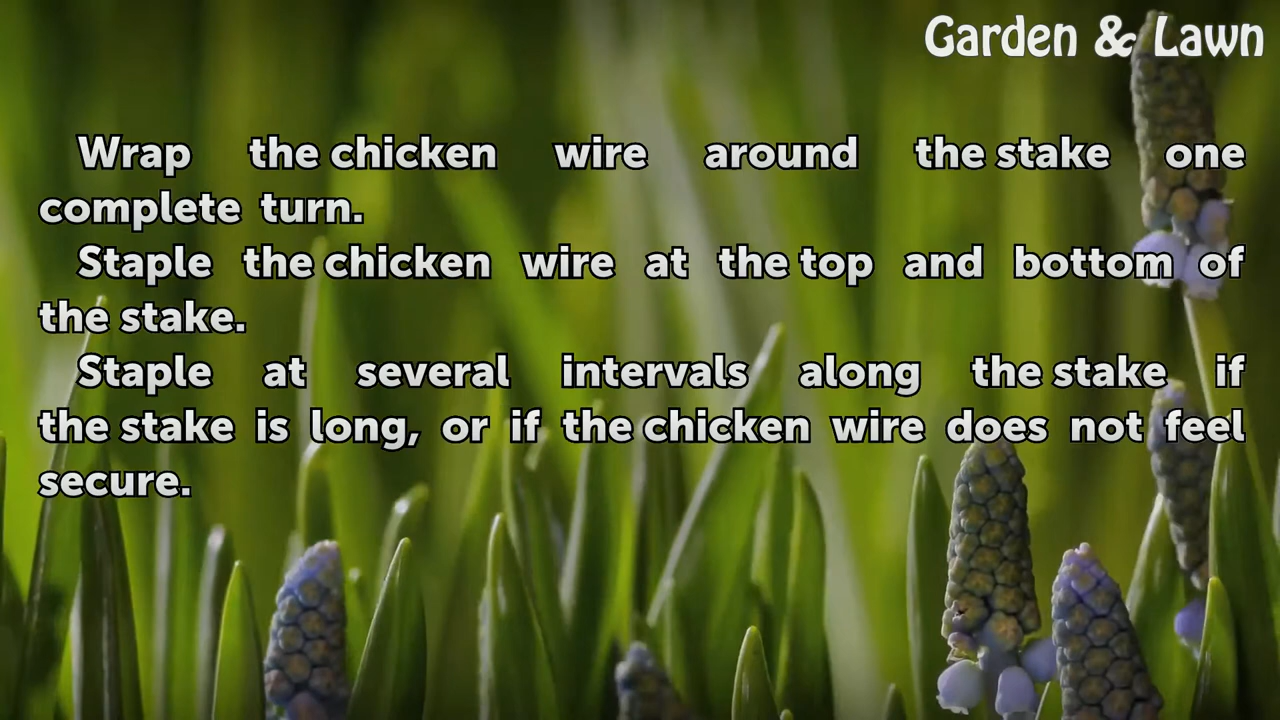 Garden & Lawn
Wrap the chicken wire around the stake one
complete turn.
Staple the chicken wire at the top and bottom of
the stake.
Staple at several intervals along the stake if
the stake is long, or if the chicken wire does not feel
secure.